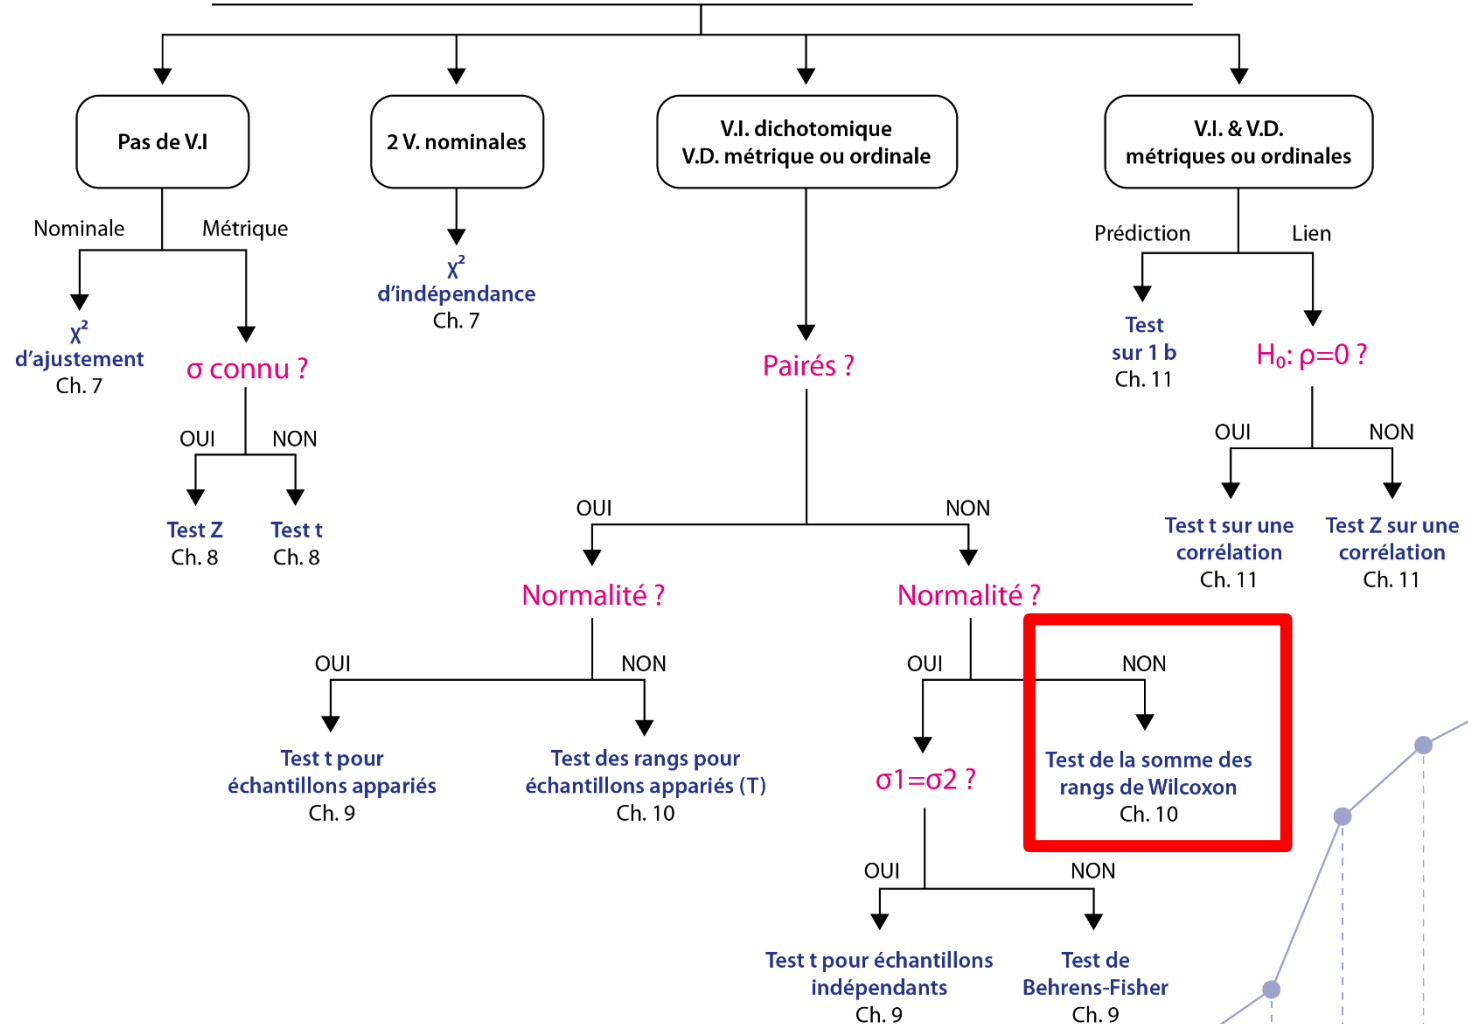 Pas de V.I
2 V. nominales
V.I. dichotomique
V.D. métrique ou ordinale
V.I. & V.D.
métriques ou ordinales
Nominale
Métrique
χ²
d'ajustement
Ch. 7
σ connu ?
OUI
NON
Test Z
Ch. 8
Test t
Ch. 8
χ²
d'indépendance
Ch. 7
Pairés ?
OUI
NON
Normalité ?
OUI
NON
Test t pour
échantillons appariés
Ch. 9
Test des rangs pour
échantillons appariés (T)
Ch. 10
Normalité ?
OUI
NON
σ1=σ2 ?
Test de la somme des
rangs de Wilcoxon
Ch. 10
OUI
NON
Test t pour échantillons
indépendants
Ch. 9
Test de
Behrens-Fisher
Ch. 9
Prédiction
Lien
Test
sur 1 b
Ch. 11
H₀: ρ=0 ?
OUI
NON
Test t sur une
corrélation
Ch. 11
Test Z sur une
corrélation
Ch. 11